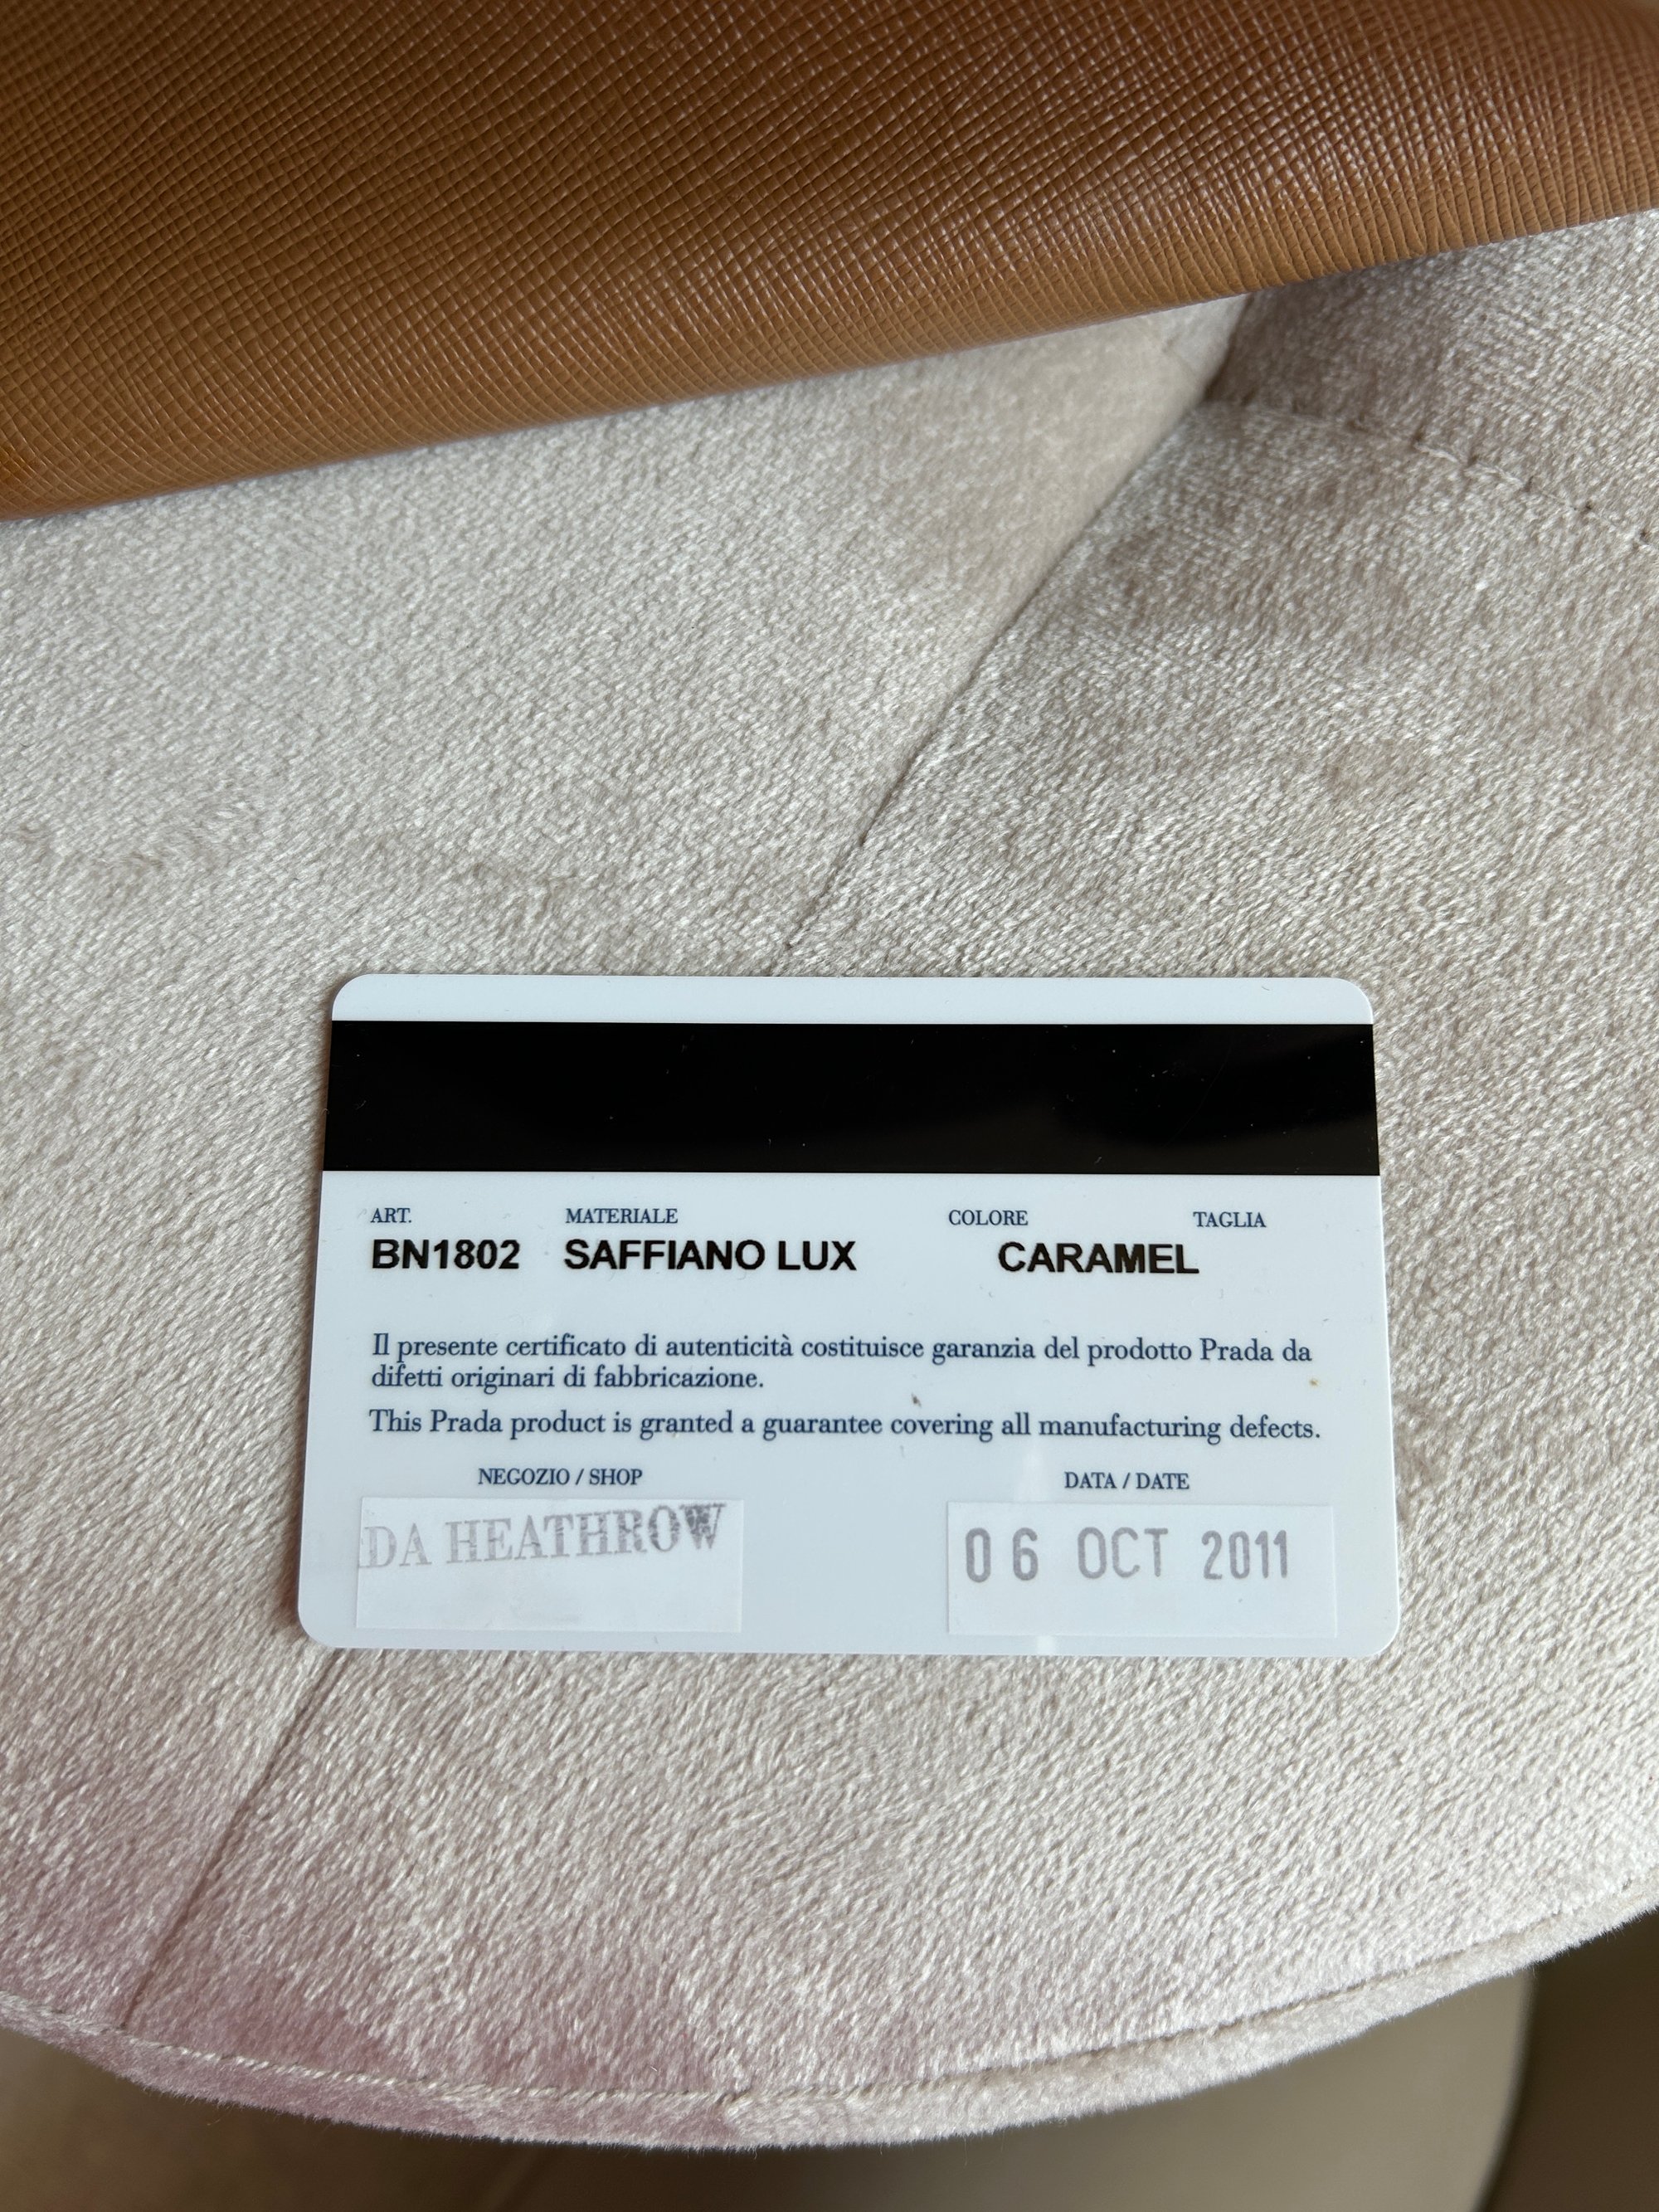 ART. MATERIALE COLORE TAGLIA
BN1802 SAFFIANO LUX CARAMEL
Il presente certificato di autenticità costituisce garanzia del prodotto Prada da
difetti originari di fabbricazione.
This Prada product is granted a guarantee covering all manufacturing defects.
NEGOZIO / SHOP DATA / DATE
DA HEATHROW 06 OCT 2011